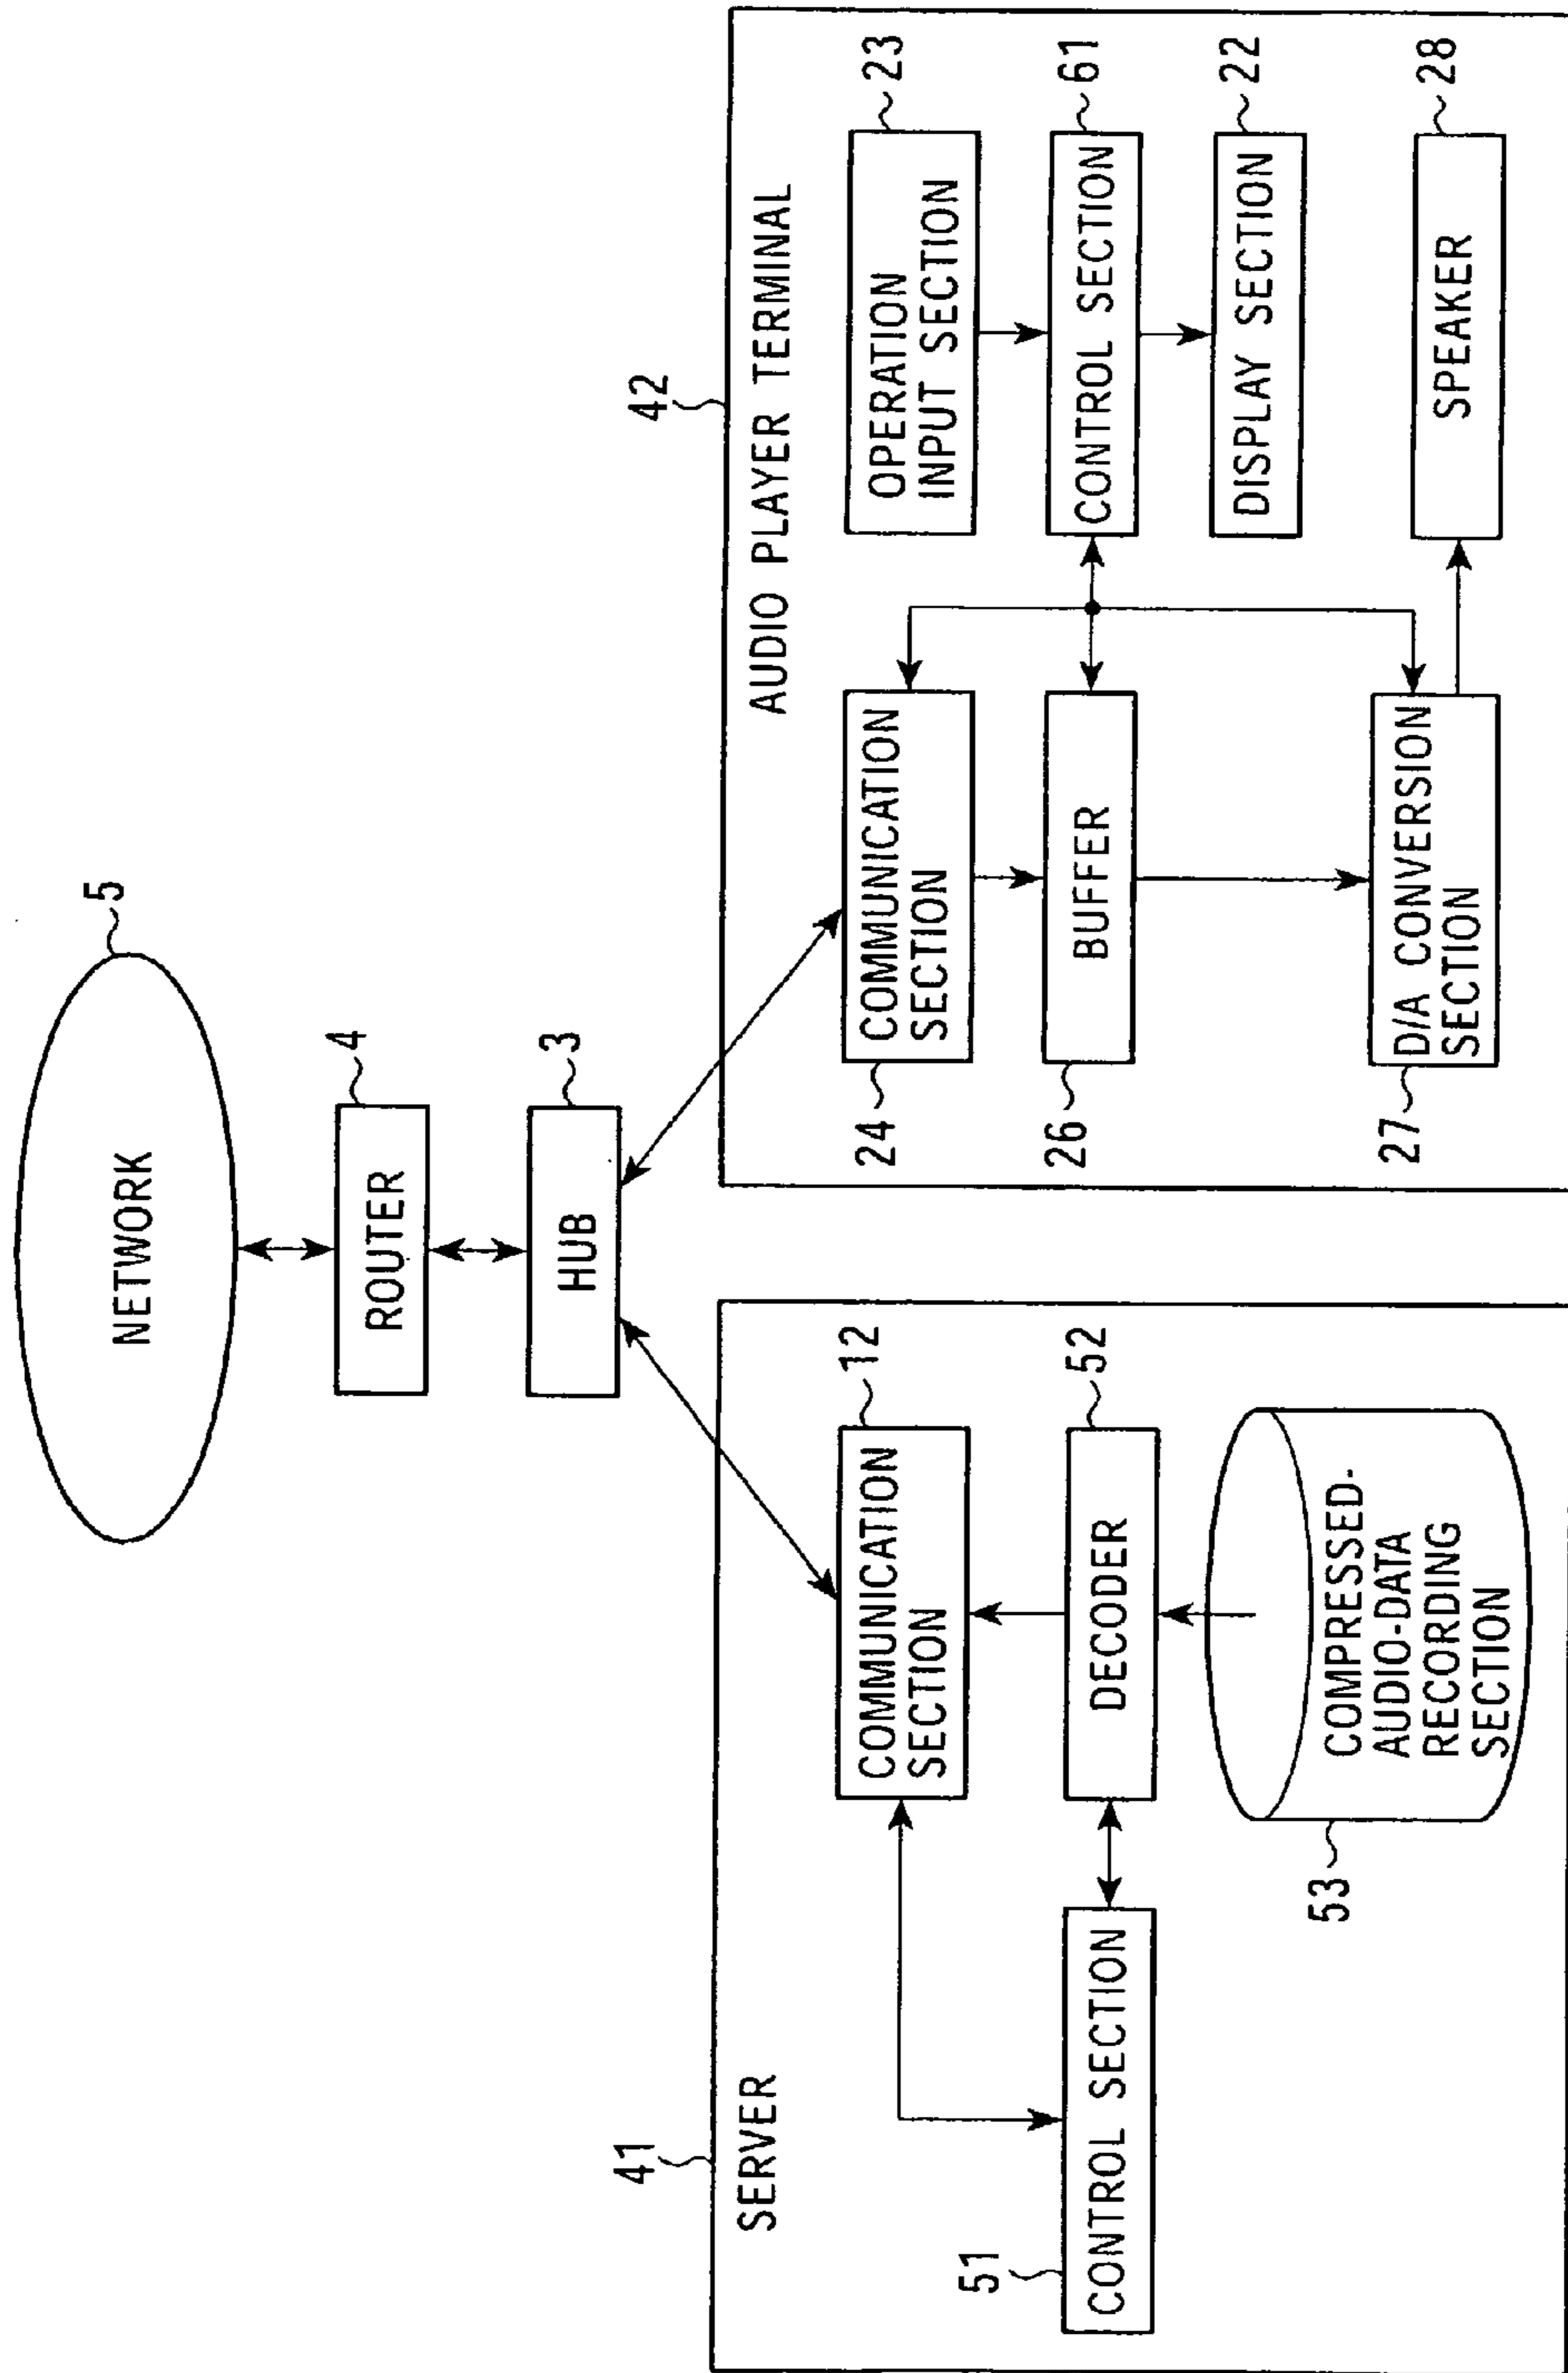 5
NETWORK
4
ROUTER
3
HUB
41
SERVER
12
COMMUNICATION
SECTION
51
CONTROL SECTION
52
DECODER
53
COMPRESSED-
AUDIO-DATA
RECORDING
SECTION
42
AUDIO PLAYER TERMINAL
24
COMMUNICATION
SECTION
23
OPERATION
INPUT SECTION
26
BUFFER
61
CONTROL SECTION
22
DISPLAY SECTION
27
D/A CONVERSION
SECTION
28
SPEAKER